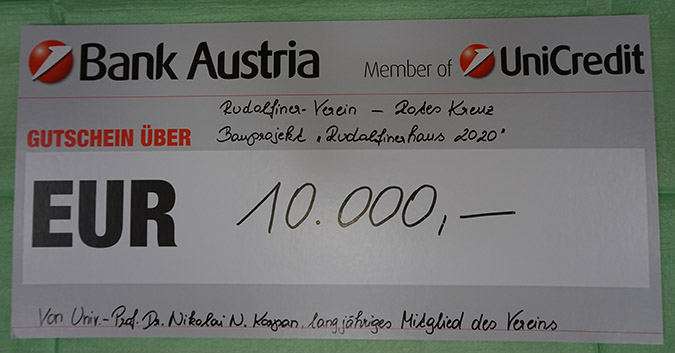 Bank Austria Member of UniCredit
Rudolfiner-Verein – Rotes Kreuz
GUTSCHEIN ÜBER Bauprojekt „Rudolfinerhaus 2020"
EUR 10.000,—
Von Univ.-Prof. Dr. Nikolai N. Korpan, langjähriges Mitglied des Vereins